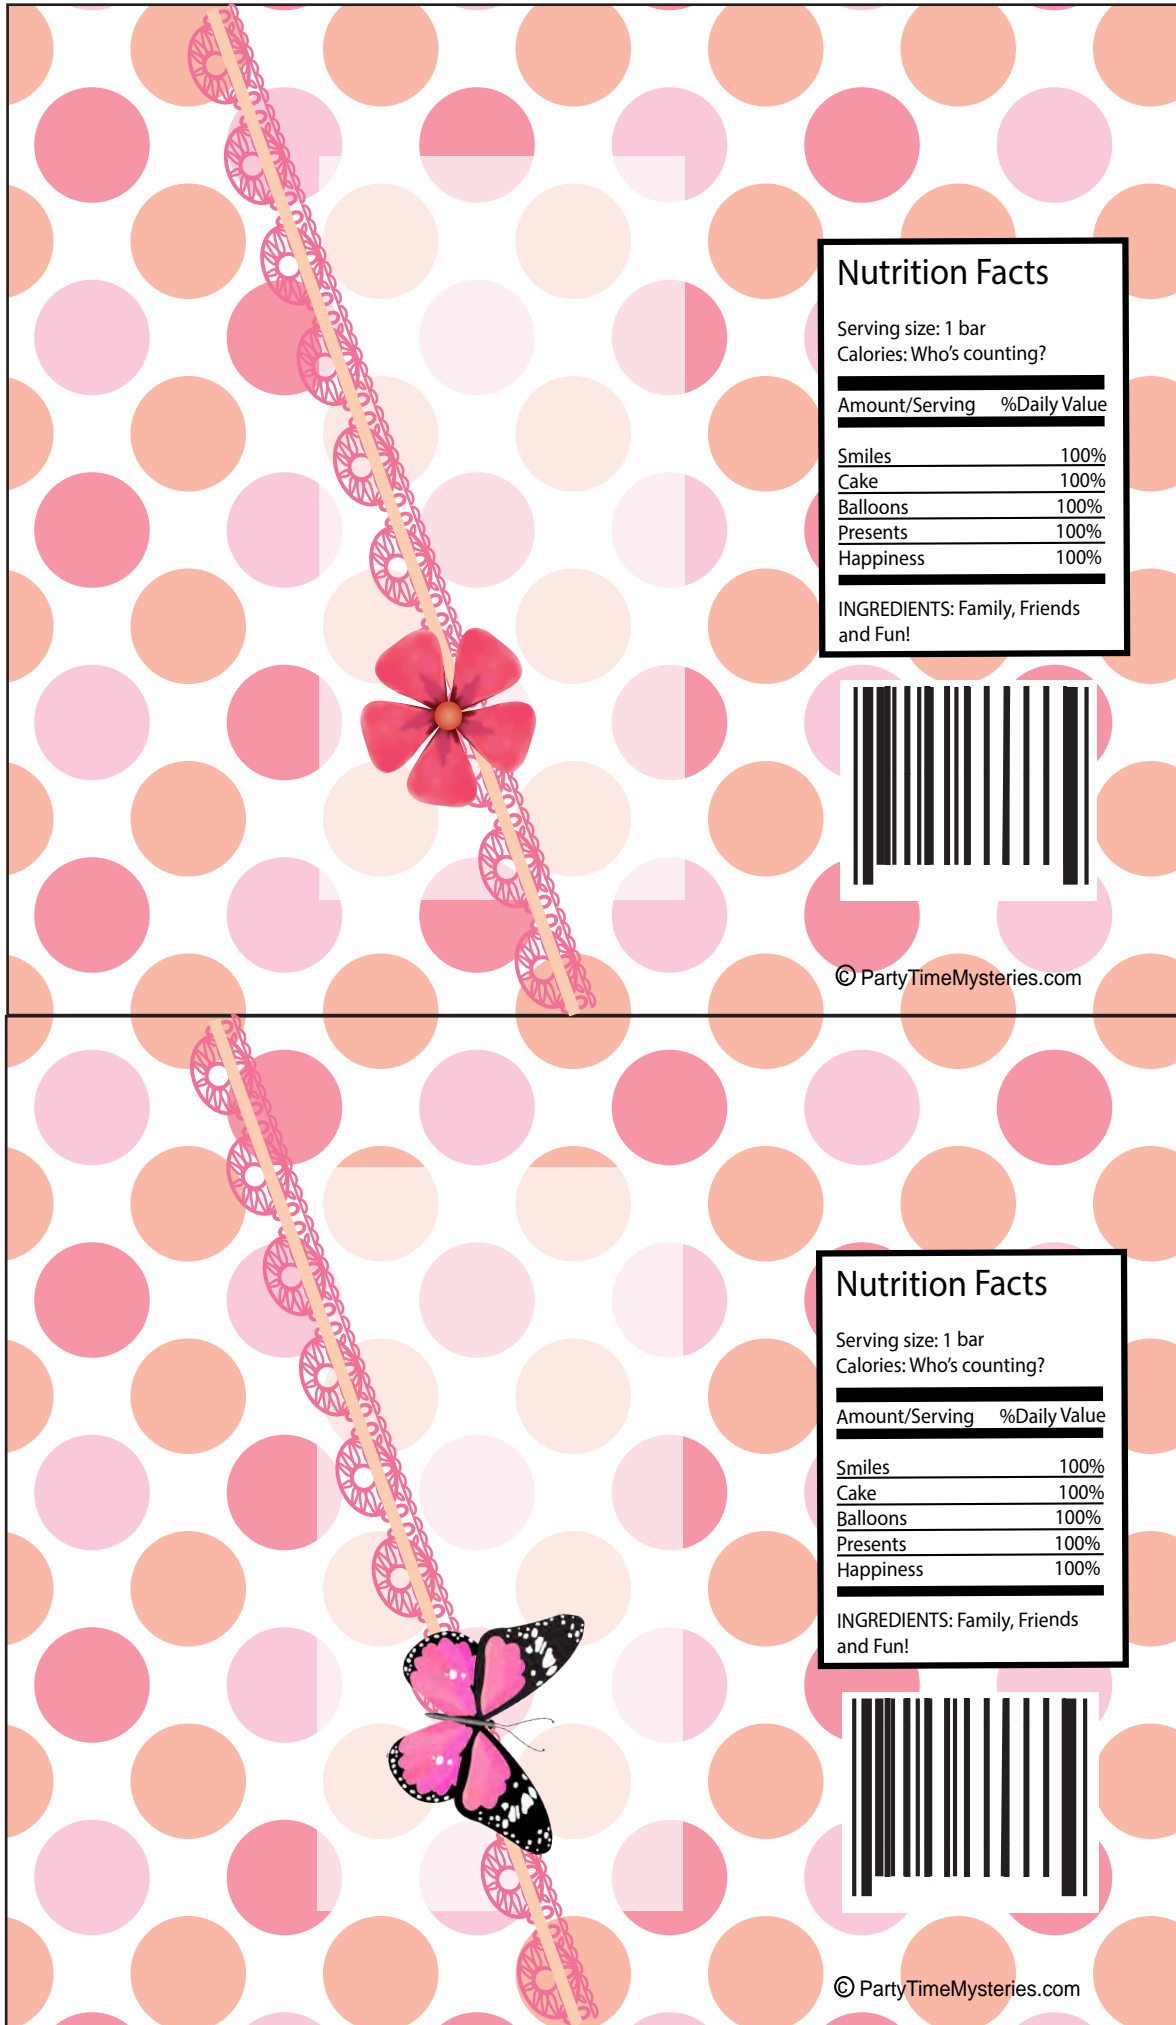 Nutrition Facts
Serving size: 1 bar
Calories: Who's counting?
Amount/Serving %Daily Value
Smiles 100%
Cake 100%
Balloons 100%
Presents 100%
Happiness 100%
INGREDIENTS: Family, Friends
and Fun!
© PartyTimeMysteries.com
Nutrition Facts
Serving size: 1 bar
Calories: Who's counting?
Amount/Serving %Daily Value
Smiles 100%
Cake 100%
Balloons 100%
Presents 100%
Happiness 100%
INGREDIENTS: Family, Friends
and Fun!
© PartyTimeMysteries.com